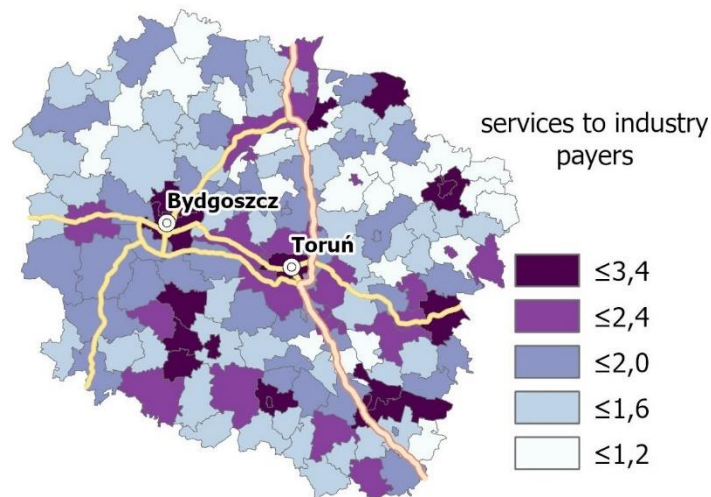 services to industry
payers
Bydgoszcz
Toruń
≤3,4
≤2,4
≤2,0
≤1,6
≤1,2